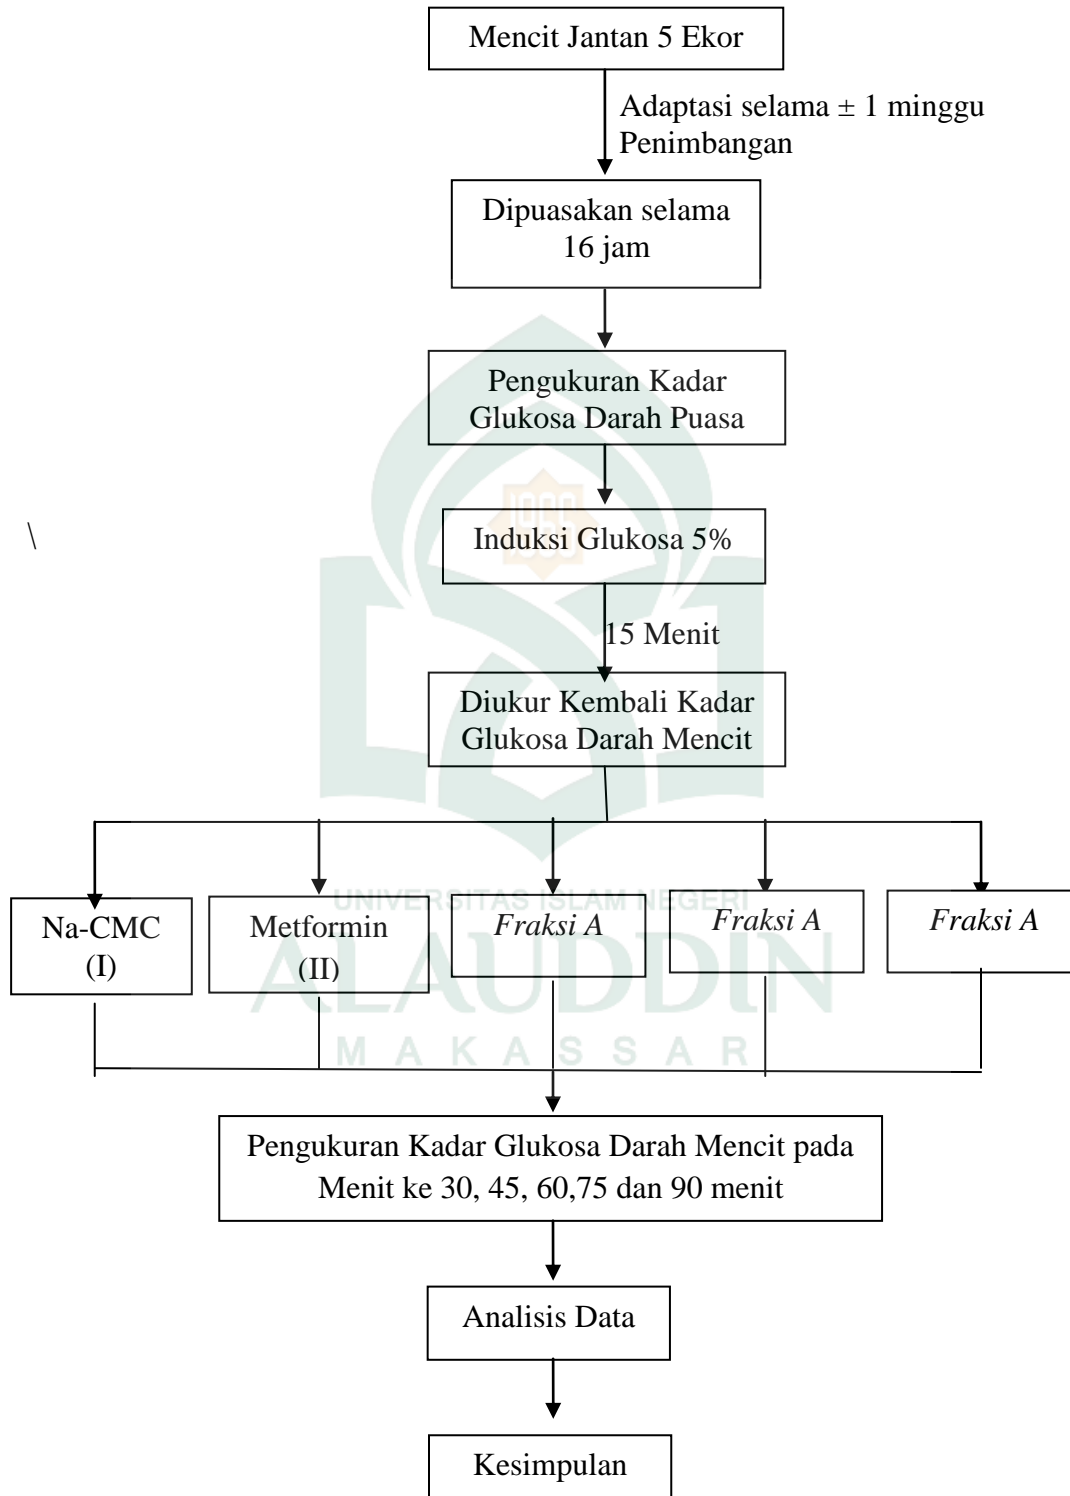 Mencit Jantan 5 Ekor
Adaptasi selama ± 1 minggu
Penimbangan
Dipuasakan selama
16 jam
Pengukuran Kadar
Glukosa Darah Puasa
1965
\
Induksi Glukosa 5%
15 Menit
Diukur Kembali Kadar
Glukosa Darah Mencit
UNIVERSITAS ISLAM NEGERI
Na-CMC
(I)
Metformin
(II)
Fraksi A
Fraksi A
Fraksi A
ALAUDDIN
MAKASSAR
Pengukuran Kadar Glukosa Darah Mencit pada
Menit ke 30, 45, 60,75 dan 90 menit
Analisis Data
Kesimpulan